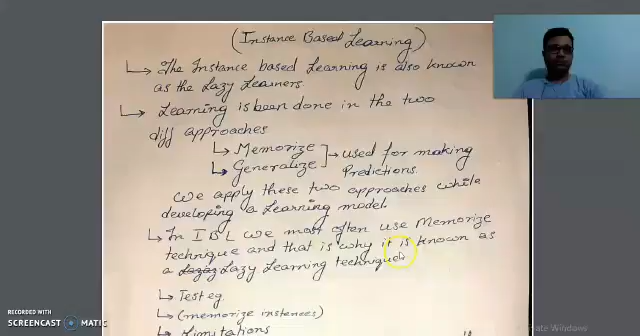 (Instance Based Learning)
↳ The Instance based Learning is also known
as the Lazy Learners.
↳ Learning is been done in the two
diff approaches
↳ Memorize
↳ Generalize
→ used for making
Predictions.
We apply these two approaches while
developing a Learning model.
↳ In I B L we most often use Memorize
technique and that is why it is known as
a Lazy Learning technique
↳ Test eg.
↳ (memorize instances)
↳ Limitations
RECORDED WITH
SCREENCAST MATIC
ate Windows